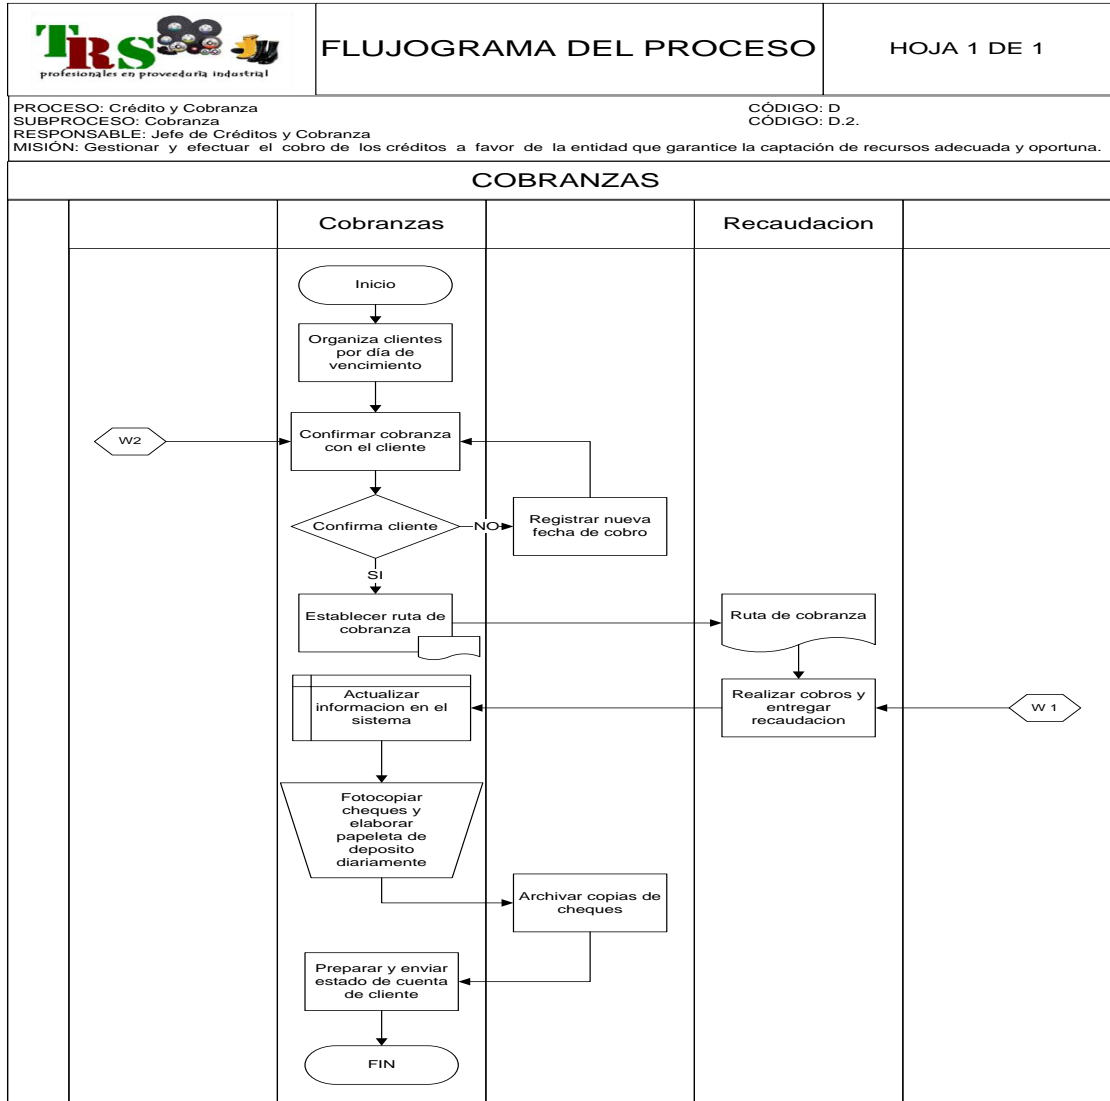 TRS
profesionales en proveeduría industrial
FLUJOGRAMA DEL PROCESO
HOJA 1 DE 1
PROCESO: Crédito y Cobranza
CÓDIGO: D
SUBPROCESO: Cobranza
CÓDIGO: D.2.
RESPONSABLE: Jefe de Créditos y Cobranza
MISIÓN: Gestionar y efectuar el cobro de los créditos a favor de la entidad que garantice la captación de recursos adecuada y oportuna.
COBRANZAS
Cobranzas
Recaudacion
Inicio
Organiza clientes
por día de
vencimiento
W2
Confirmar cobranza
con el cliente
Confirma cliente
NO
Registrar nueva
fecha de cobro
SI
Establecer ruta de
cobranza
Ruta de cobranza
Realizar cobros y
entregar
recaudacion
W 1
Actualizar
informacion en el
sistema
Fotocopiar
cheques y
elaborar
papeleta de
deposito
diariamente
Archivar copias de
cheques
Preparar y enviar
estado de cuenta
de cliente
FIN